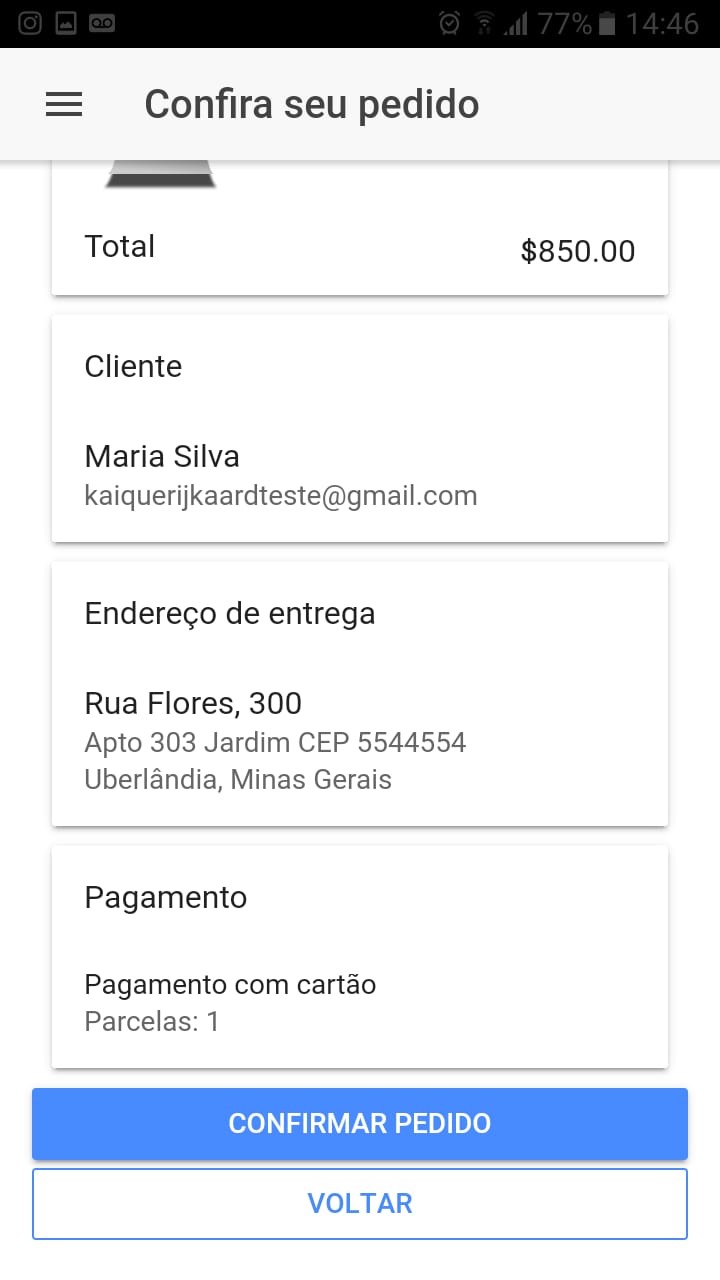 77% 14:46
Confira seu pedido
Total $850.00
Cliente
Maria Silva
kaiquerijkaardteste@gmail.com
Endereço de entrega
Rua Flores, 300
Apto 303 Jardim CEP 5544554
Uberlândia, Minas Gerais
Pagamento
Pagamento com cartão
Parcelas: 1
CONFIRMAR PEDIDO
VOLTAR